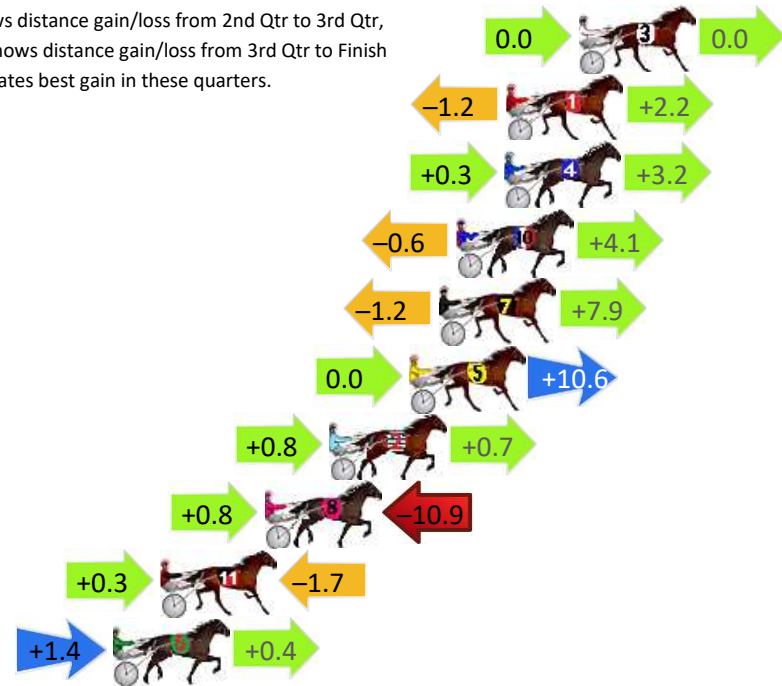 ws distance gain/loss from 2nd Qtr to 3rd Qtr,
hows distance gain/loss from 3rd Qtr to Finish
ates best gain in these quarters.
0.0 3 0.0
–1.2 1 +2.2
+0.3 4 +3.2
–0.6 10 +4.1
–1.2 7 +7.9
0.0 5 +10.6
+0.8 2 +0.7
+0.8 8 –10.9
+0.3 11 –1.7
+1.4 6 +0.4